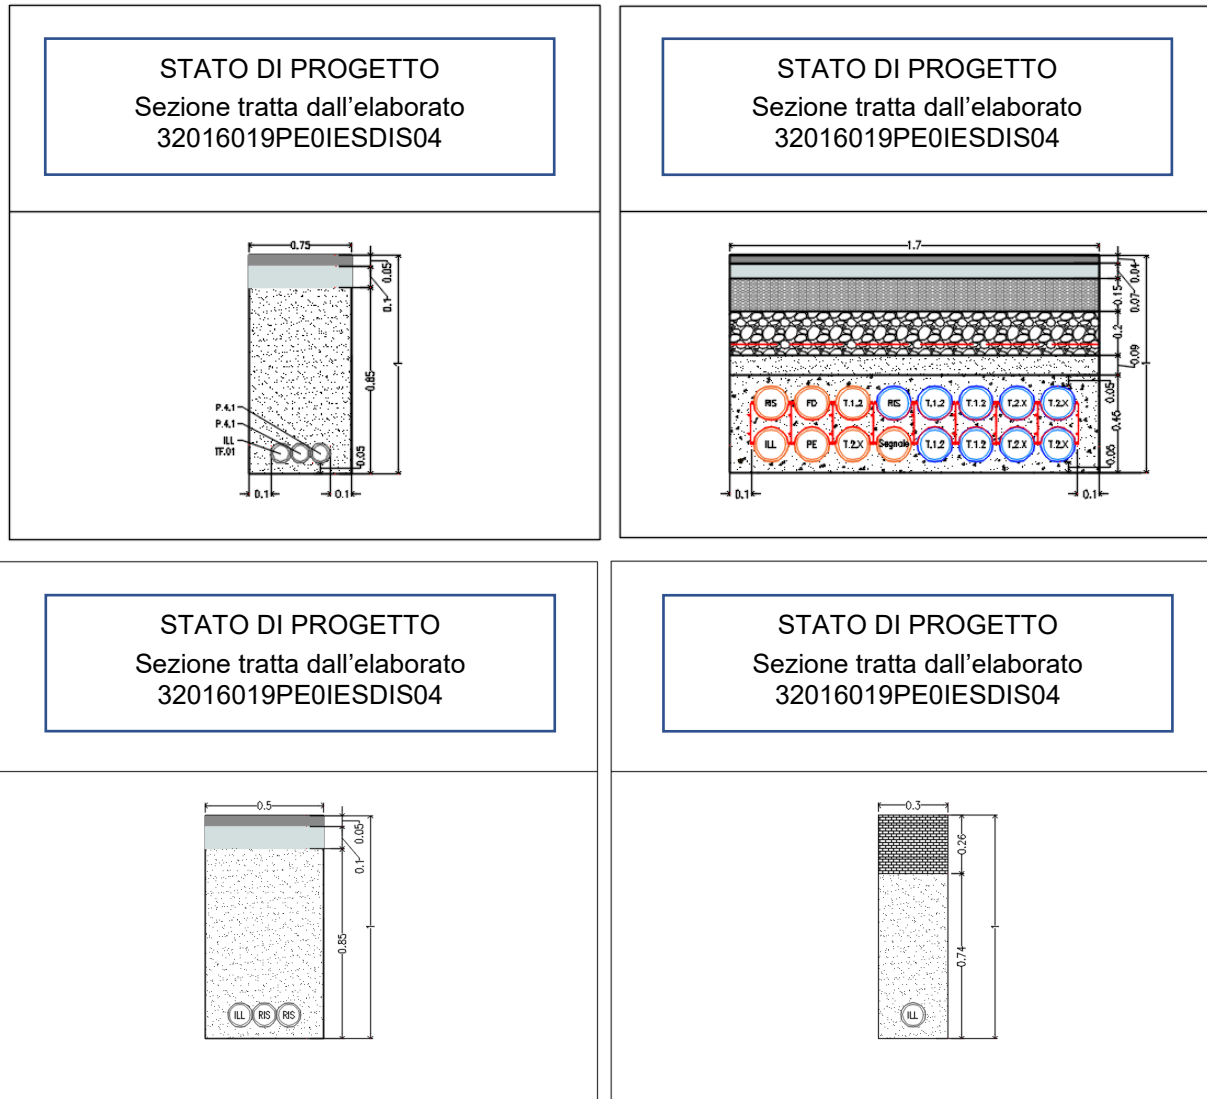 STATO DI PROGETTO
Sezione tratta dall'elaborato
32016019PE0IESDIS04
0.75
0.05
0.1
0.85
1
P.4.1
P.4.1
ILL
TF.01
0.05
0.1
0.1
STATO DI PROGETTO
Sezione tratta dall'elaborato
32016019PE0IESDIS04
1.7
0.04
0.07
0.15
0.2
0.09
1
0.05
0.45
0.05
RIS FO T.1.2 RIS T.1.2 T.1.2 T.2.X T.2.X
ILL PE T.2.X Segnale T.1.2 T.1.2 T.2.X T.2.X
0.1
0.1
STATO DI PROGETTO
Sezione tratta dall'elaborato
32016019PE0IESDIS04
0.5
0.05
0.1
0.85
1
ILL RIS RIS
STATO DI PROGETTO
Sezione tratta dall'elaborato
32016019PE0IESDIS04
0.3
0.26
0.74
1
ILL